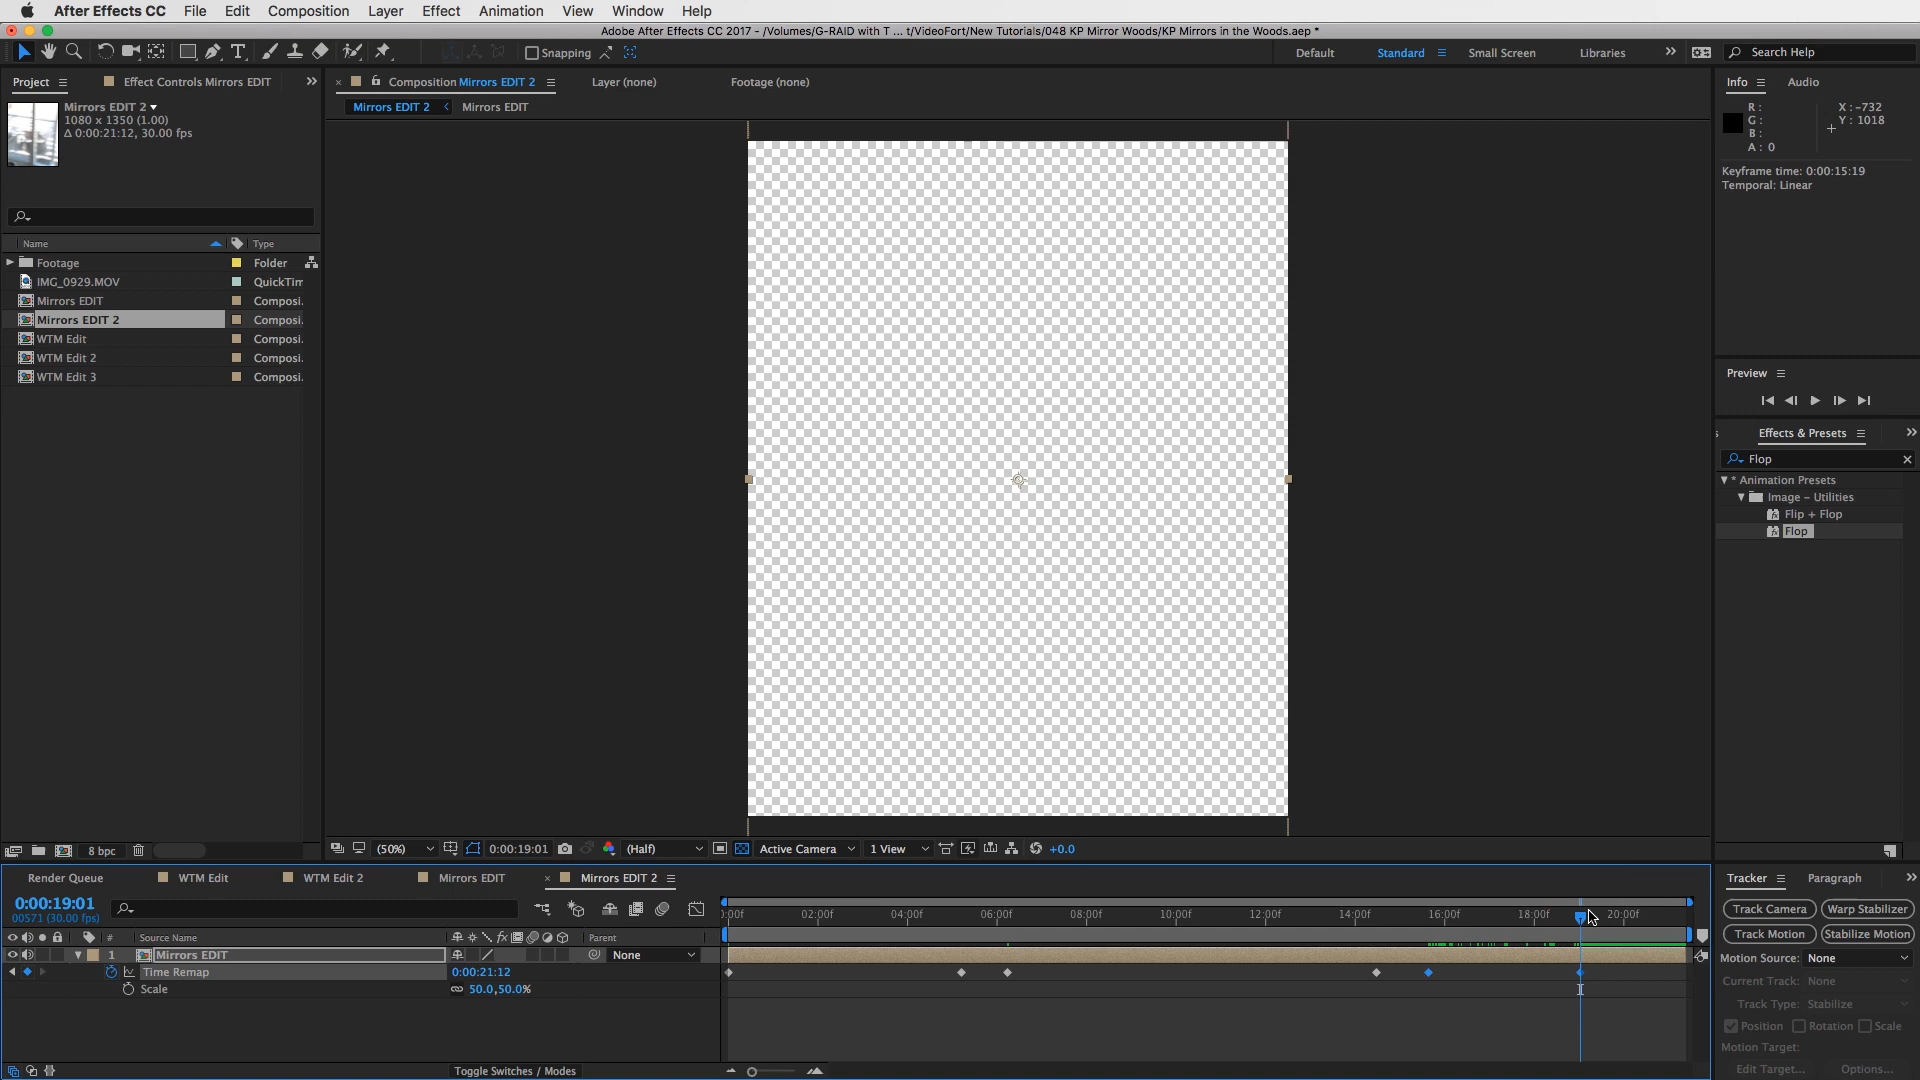 After Effects CC File Edit Composition Layer Effect Animation View Window Help
Adobe After Effects CC 2017 - /Volumes/G-RAID with T ... t/VideoFort/New Tutorials/048 KP Mirror Woods/KP Mirrors in the Woods.aep *
Snapping Default Standard Small Screen Libraries Search Help
Project Effect Controls Mirrors EDIT Composition Mirrors EDIT 2 Layer (none) Footage (none) Info Audio
Mirrors EDIT 2
1080 x 1350 (1.00)
Δ 0:00:21:12, 30.00 fps
Mirrors EDIT 2 Mirrors EDIT
R: X: -732
G: Y: 1018
B:
A: 0
Keyframe time: 0:00:15:19
Temporal: Linear
Name Type
Footage Folder
IMG_0929.MOV QuickTim
Mirrors EDIT Composi.
Mirrors EDIT 2 Composi.
WTM Edit Composi.
WTM Edit 2 Composi.
WTM Edit 3 Composi.
Preview
Effects & Presets
Flop
* Animation Presets
Image - Utilities
Flip + Flop
Flop
8 bpc (50%) 0:00:19:01 (Half) Active Camera 1 View +0.0
Render Queue WTM Edit WTM Edit 2 Mirrors EDIT Mirrors EDIT 2
0:00:19:01
00571 (30.00 fps)
:00f 02:00f 04:00f 06:00f 08:00f 10:00f 12:00f 14:00f 16:00f 18:00f 20:00f
# Source Name Parent
1 Mirrors EDIT None
Time Remap 0:00:21:12
Scale 50.0,50.0%
Toggle Switches / Modes
Tracker Paragraph
Track Camera Warp Stabilizer
Track Motion Stabilize Motion
Motion Source: None
Current Track: None
Track Type: Stabilize
Position Rotation Scale
Motion Target:
Edit Target... Options...